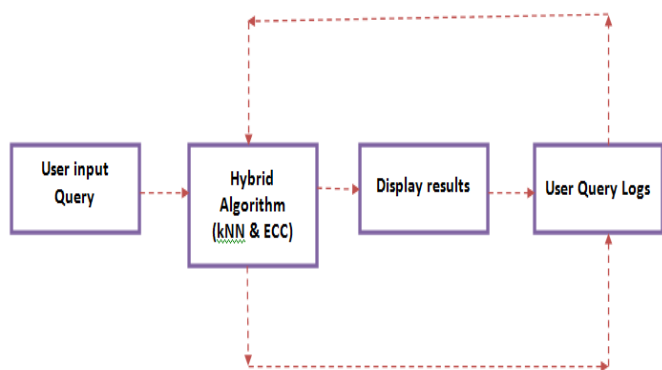 User input
Query
Hybrid
Algorithm
(kNN & ECC)
Display results
User Query Logs